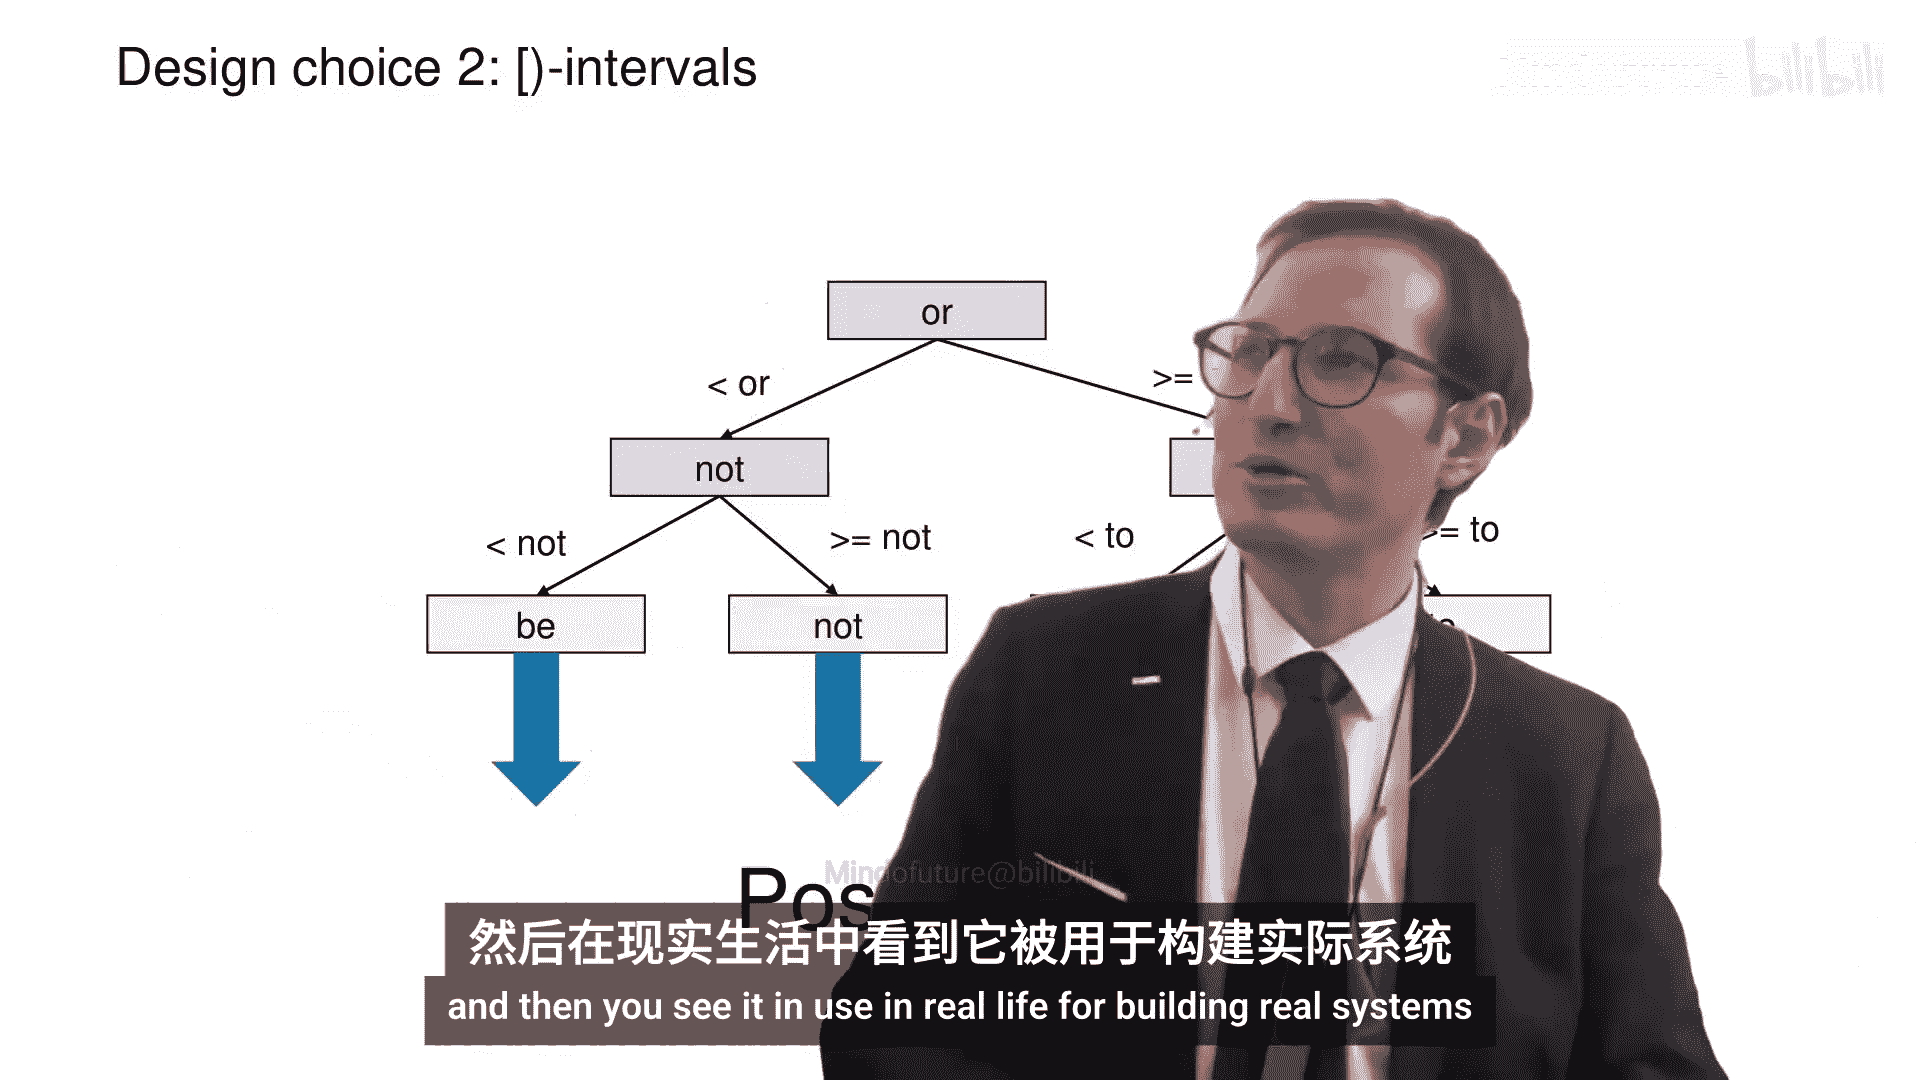 Design choice 2: [)-intervals
bilibili
or
< or
>=
not
< not
>= not
< to
>= to
be
not
Mindofuture@bilibili
Pos
然后在现实生活中看到它被用于构建实际系统
and then you see it in use in real life for building real systems